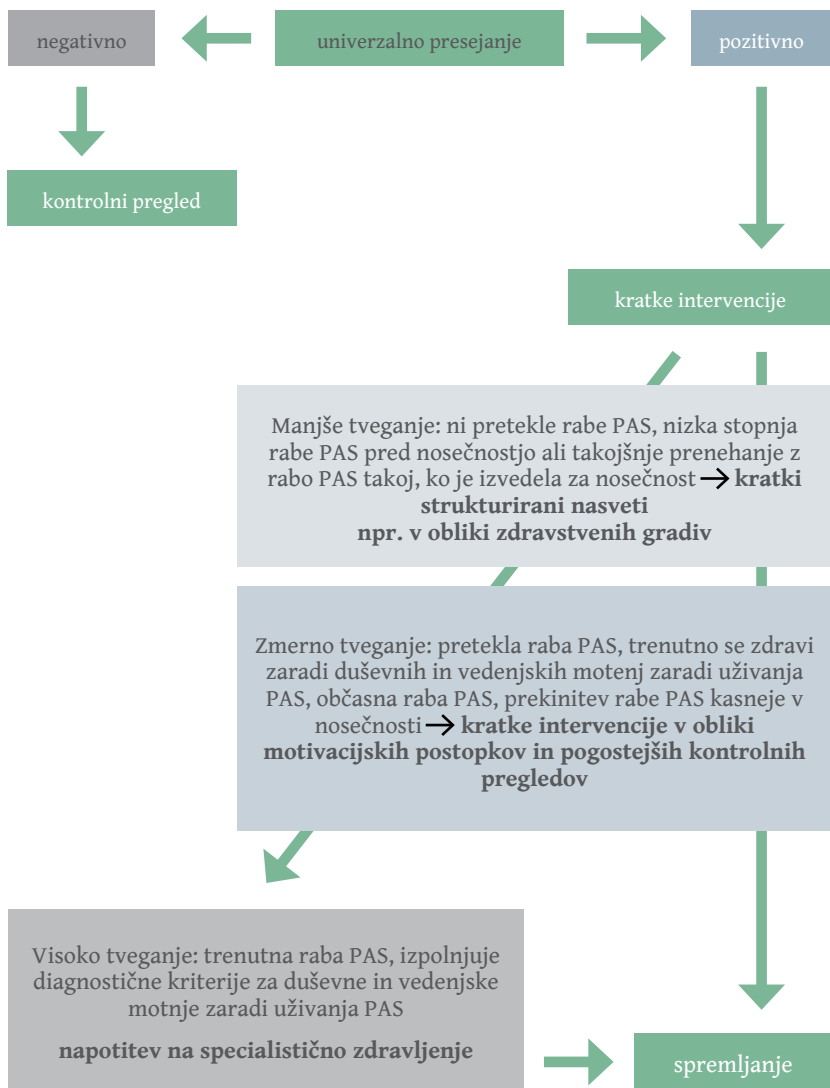 negativno
univerzalno presejanje
pozitivno
kontrolni pregled
kratke intervencije
Manjše tveganje: ni pretekle rabe PAS, nizka stopnja
rabe PAS pred nosečnostjo ali takojšnje prenehanje z
rabo PAS takoj, ko je izvedela za nosečnost → kratki
strukturirani nasveti
npr. v obliki zdravstvenih gradiv
Zmerno tveganje: pretekla raba PAS, trenutno se zdravi
zaradi duševnih in vedenjskih motenj zaradi uživanja
PAS, občasna raba PAS, prekinitev rabe PAS kasneje v
nosečnosti → kratke intervencije v obliki
motivacijskih postopkov in pogostejših kontrolnih
pregledov
Visoko tveganje: trenutna raba PAS, izpolnjuje
diagnostične kriterije za duševne in vedenjske
motnje zaradi uživanja PAS
napotitev na specialistično zdravljenje
spremljanje